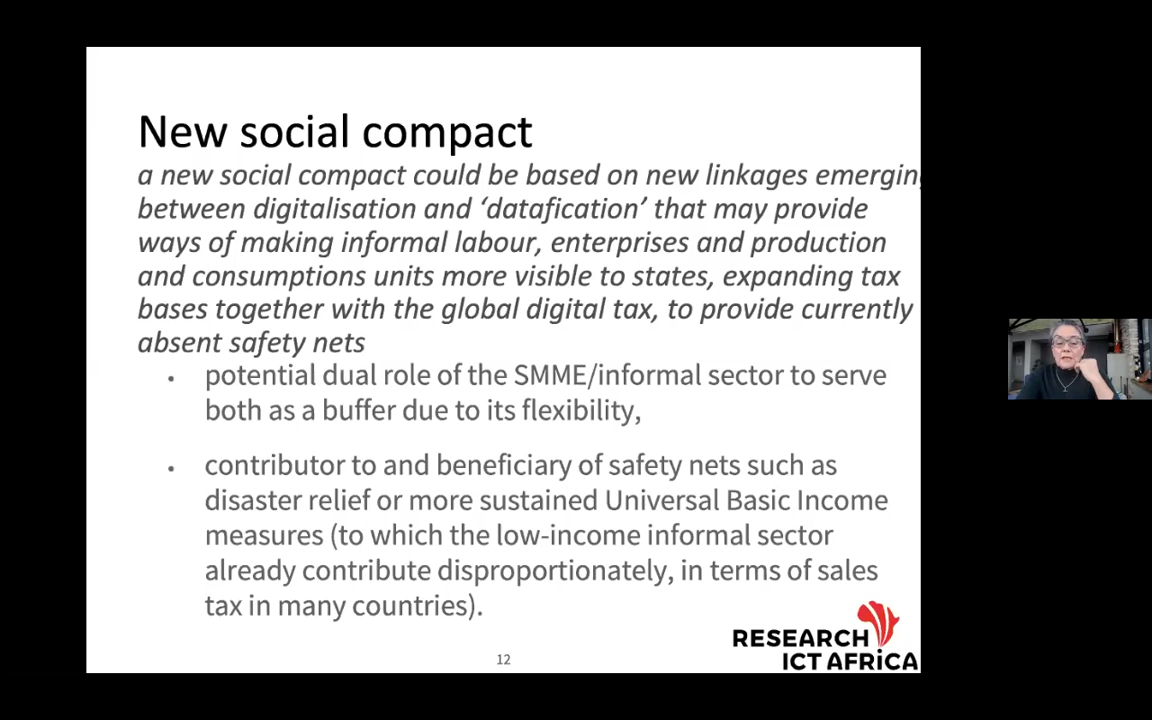 New social compact
a new social compact could be based on new linkages emerging
between digitalisation and ‘datafication’ that may provide
ways of making informal labour, enterprises and production
and consumptions units more visible to states, expanding tax
bases together with the global digital tax, to provide currently
absent safety nets
• potential dual role of the SMME/informal sector to serve
both as a buffer due to its flexibility,
• contributor to and beneficiary of safety nets such as
disaster relief or more sustained Universal Basic Income
measures (to which the low-income informal sector
already contribute disproportionately, in terms of sales
tax in many countries).
RESEARCH
ICT AFRICA
12